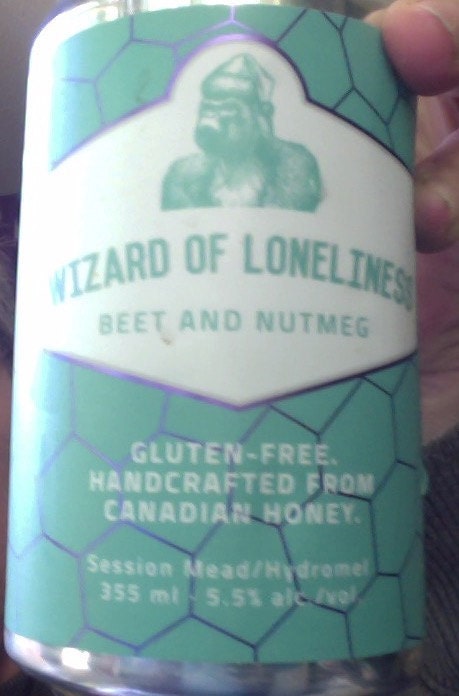 WIZARD OF LONELINESS
BEET AND NUTMEG
GLUTEN-FREE.
HANDCRAFTED FROM
CANADIAN HONEY.
Session Mead/Hydromel
355 ml · 5.5% alc./vol.